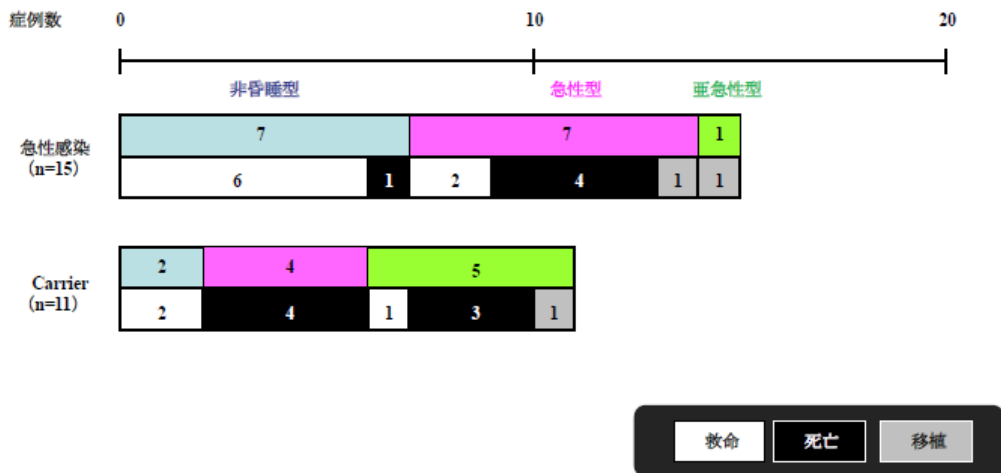 症例数 0 10 20
非昏睡型 急性型 亜急性型
7 7 1
急性感染
(n=15)
6 1 2 4 1 1
2 4 5
Carrier
(n=11)
2 4 1 3 1
救命 死亡 移植